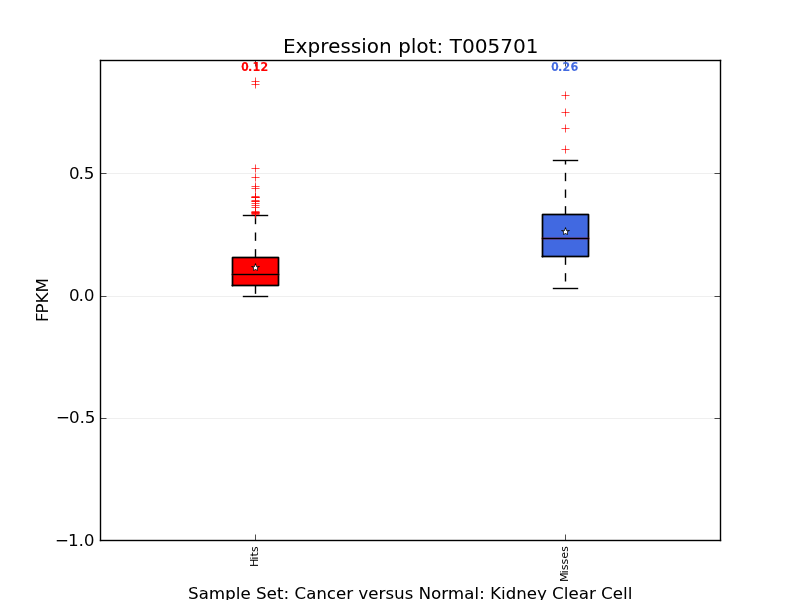 Expression plot: T005701
0.12
0.26
0.5
0.0
−0.5
−1.0
FPKM
Hits
Misses
Sample Set: Cancer versus Normal: Kidney Clear Cell